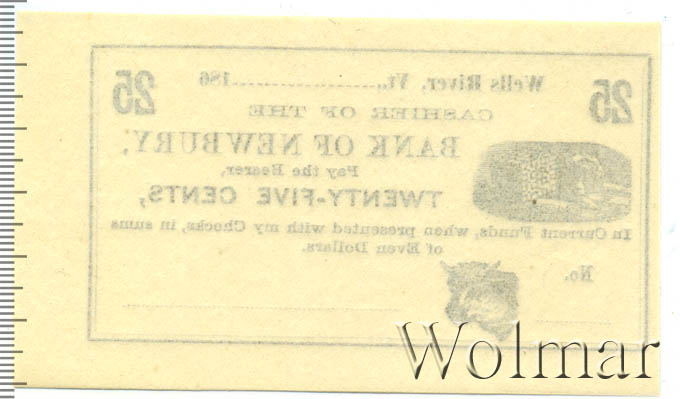 25 Wells River, Vt., 186 25
CASHIER OF THE
BANK OF NEWBURY,
Pay the Bearer,
TWENTY-FIVE CENTS,
In Current Funds, when presented with my Checks, in sums
of Even Dollars.
No.
Wolmar